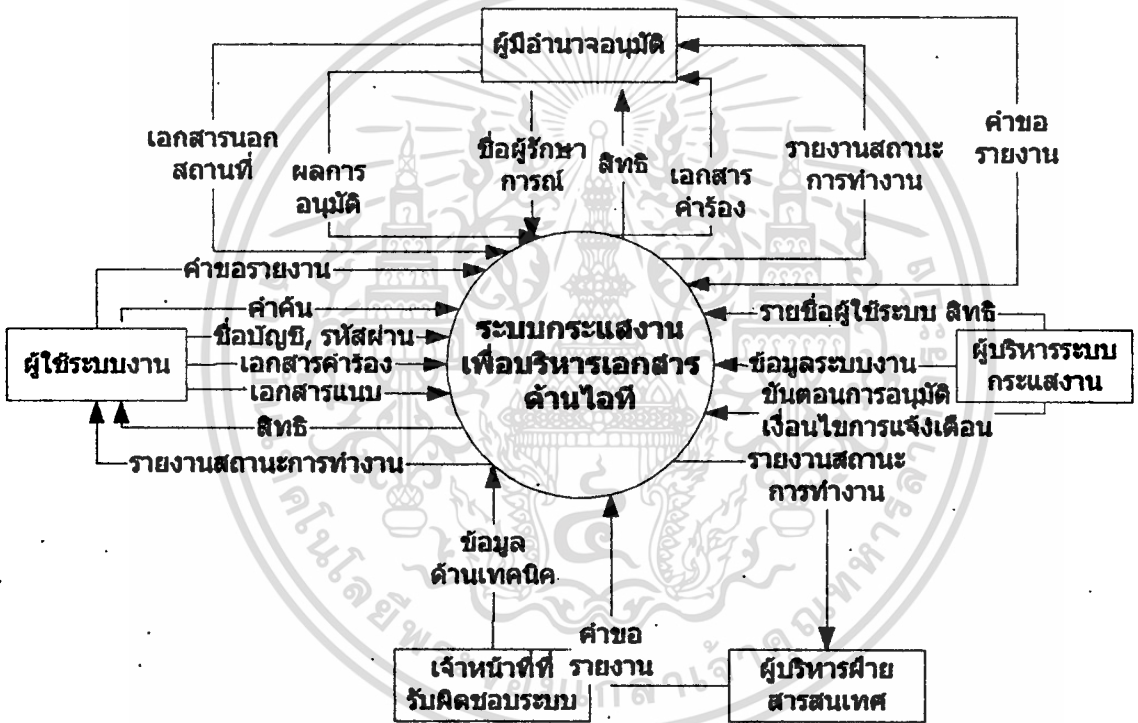 ผู้มีอำนาจอนุมัติ
เอกสารนอก
สถานที่
ผลการ
อนุมัติ
ชื่อผู้รักษา
การณ์
สิทธิ
เอกสาร
คำร้อง
รายงานสถานะ
การทำงาน
คำขอ
รายงาน
คำขอรายงาน
คำค้น
ชื่อบัญชี, รหัสผ่าน
เอกสารคำร้อง
เอกสารแนบ
สิทธิ
รายงานสถานะการทำงาน
ผู้ใช้ระบบงาน
ระบบกระแสงาน
เพื่อบริหารเอกสาร
ด้านไอที
รายชื่อผู้ใช้ระบบ สิทธิ
ข้อมูลระบบงาน
ขั้นตอนการอนุมัติ
เงื่อนไขการแจ้งเตือน
รายงานสถานะ
การทำงาน
ผู้บริหารระบบ
กระแสงาน
ข้อมูล
ด้านเทคนิค
คำขอ
รายงาน
เจ้าหน้าที่ที่
รับผิดชอบระบบ
ผู้บริหารฝ่าย
สารสนเทศ